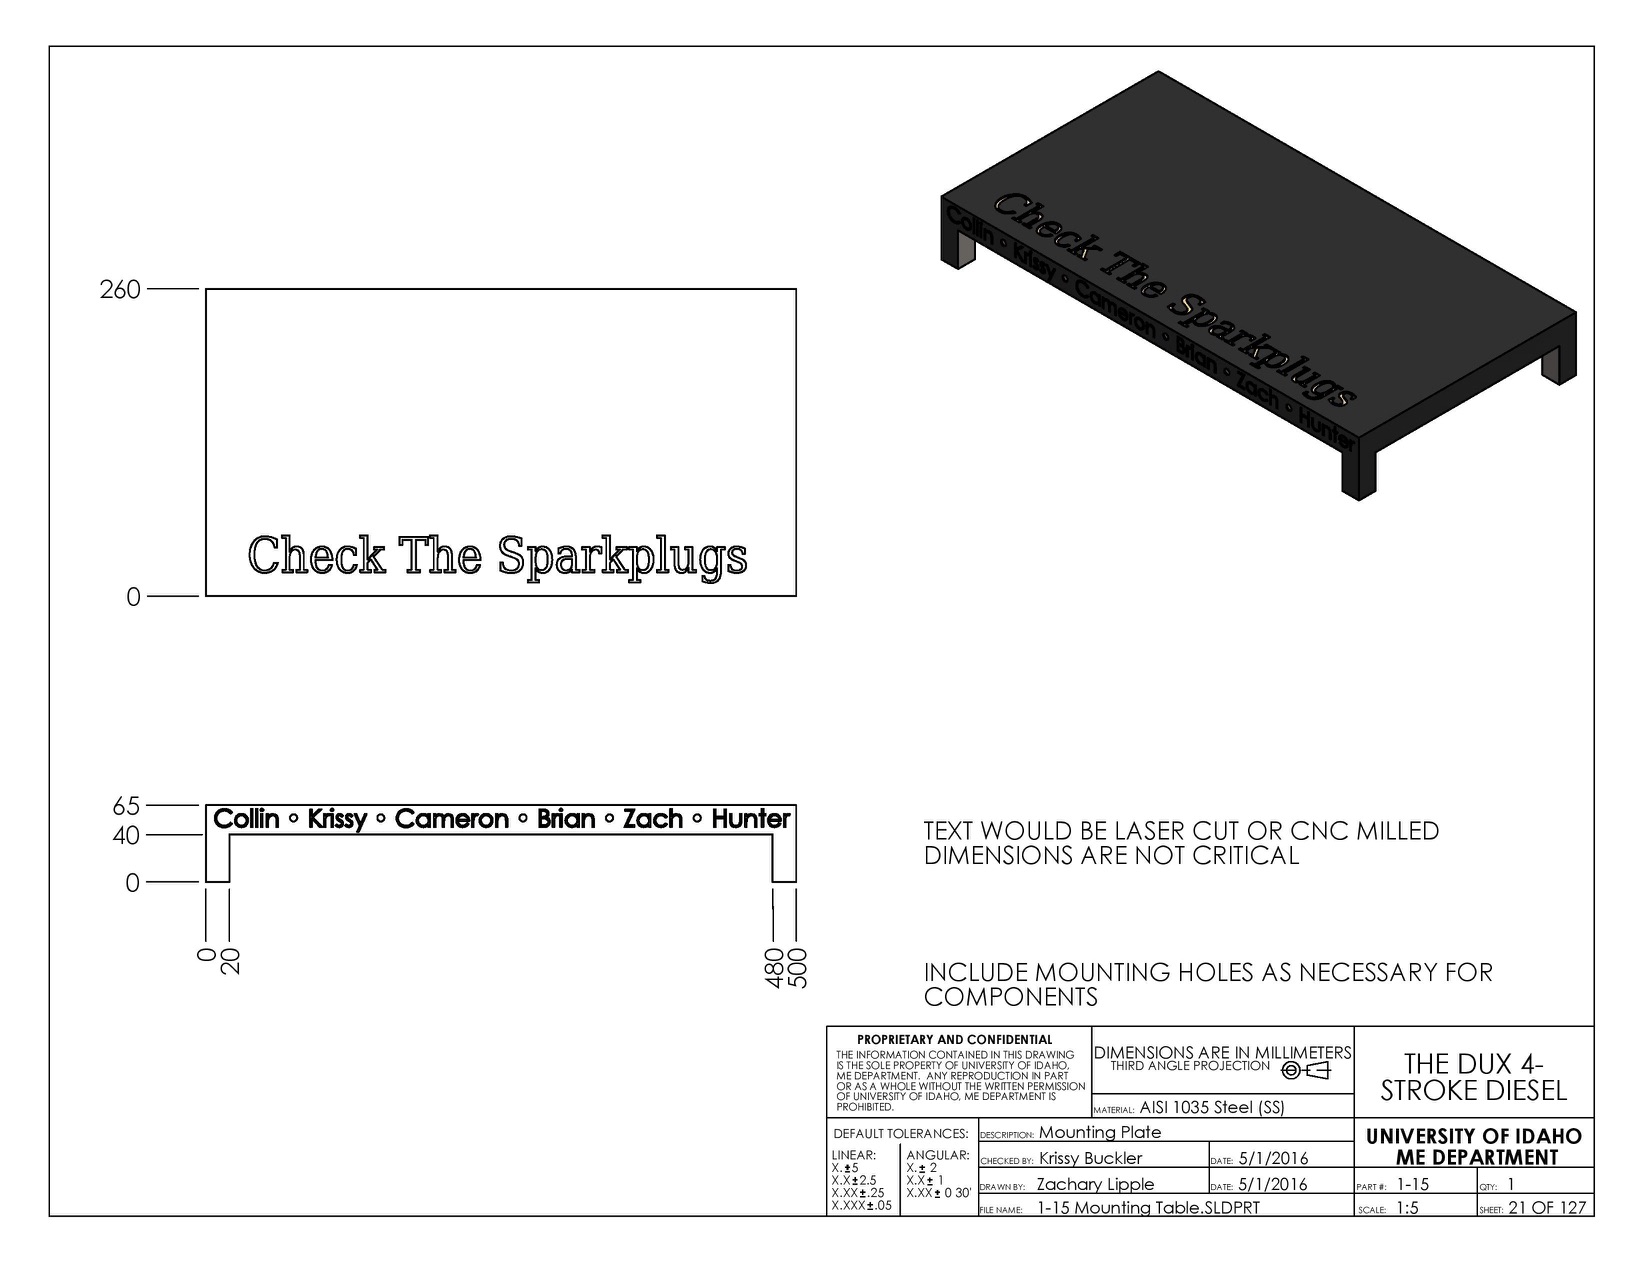 Check The Sparkplugs
Collin ◦ Krissy ◦ Cameron ◦ Brian ◦ Zach ◦ Hunter
260
Check The Sparkplugs
0
65
Collin ◦ Krissy ◦ Cameron ◦ Brian ◦ Zach ◦ Hunter
40
0
0
20
480
500
TEXT WOULD BE LASER CUT OR CNC MILLED
DIMENSIONS ARE NOT CRITICAL
INCLUDE MOUNTING HOLES AS NECESSARY FOR
COMPONENTS
PROPRIETARY AND CONFIDENTIAL
THE INFORMATION CONTAINED IN THIS DRAWING
IS THE SOLE PROPERTY OF UNIVERSITY OF IDAHO,
ME DEPARTMENT. ANY REPRODUCTION IN PART
OR AS A WHOLE WITHOUT THE WRITTEN PERMISSION
OF UNIVERSITY OF IDAHO, ME DEPARTMENT IS
PROHIBITED.
DIMENSIONS ARE IN MILLIMETERS
THIRD ANGLE PROJECTION
MATERIAL: AISI 1035 Steel (SS)
THE DUX 4-
STROKE DIESEL
DEFAULT TOLERANCES:
LINEAR:
X.±5
X.X±2.5
X.XX±.25
X.XXX±.05
ANGULAR:
X.± 2
X.X± 1
X.XX± 0 30'
DESCRIPTION: Mounting Plate
CHECKED BY: Krissy Buckler
DATE: 5/1/2016
DRAWN BY: Zachary Lipple
DATE: 5/1/2016
FILE NAME: 1-15 Mounting Table.SLDPRT
UNIVERSITY OF IDAHO
ME DEPARTMENT
PART #: 1-15
QTY: 1
SCALE: 1:5
SHEET: 21 OF 127